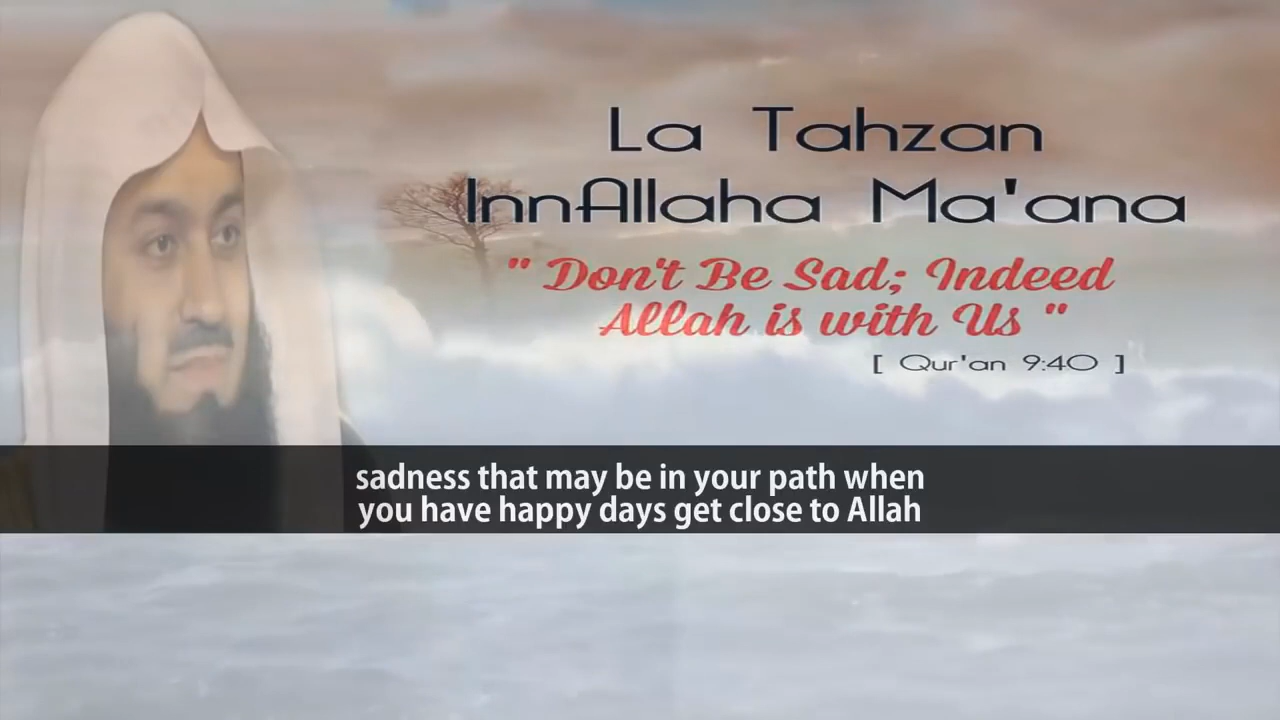 La Tahzan
InnAllaha Ma'ana
" Don't Be Sad; Indeed
Allah is with Us "
[ Qur'an 9:40 ]
sadness that may be in your path when
you have happy days get close to Allah